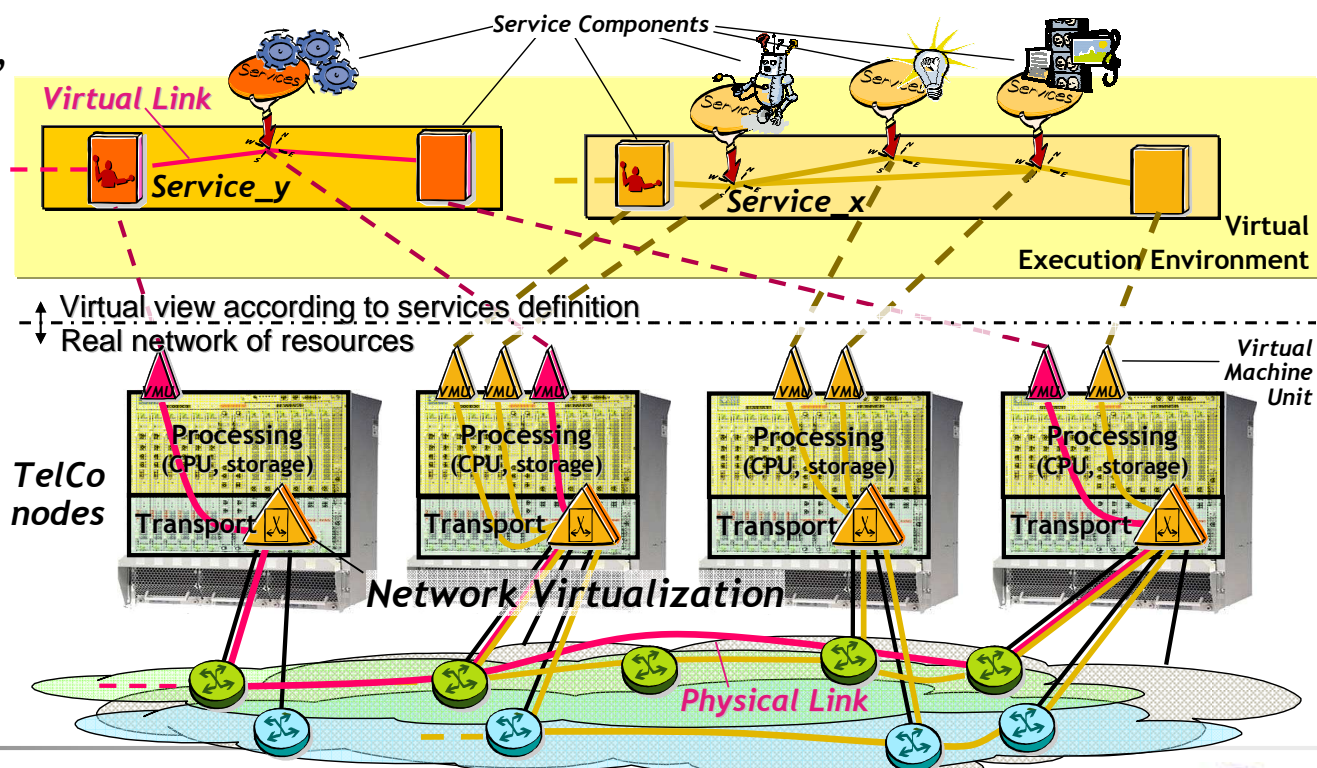 Service Components
,
Services
Services
Services
Services
Virtual Link
Service_y
Service_x
Virtual
Execution Environment
Virtual view according to services definition
Real network of resources
Virtual
Machine
Unit
VMU
VMU
VMU
VMU
VMU
VMU
VMU
VMU
Processing
(CPU, storage)
Processing
(CPU, storage)
Processing
(CPU, storage)
Processing
(CPU, storage)
TelCo
nodes
Transport
Transport
Transport
Transport
Network Virtualization
Physical Link